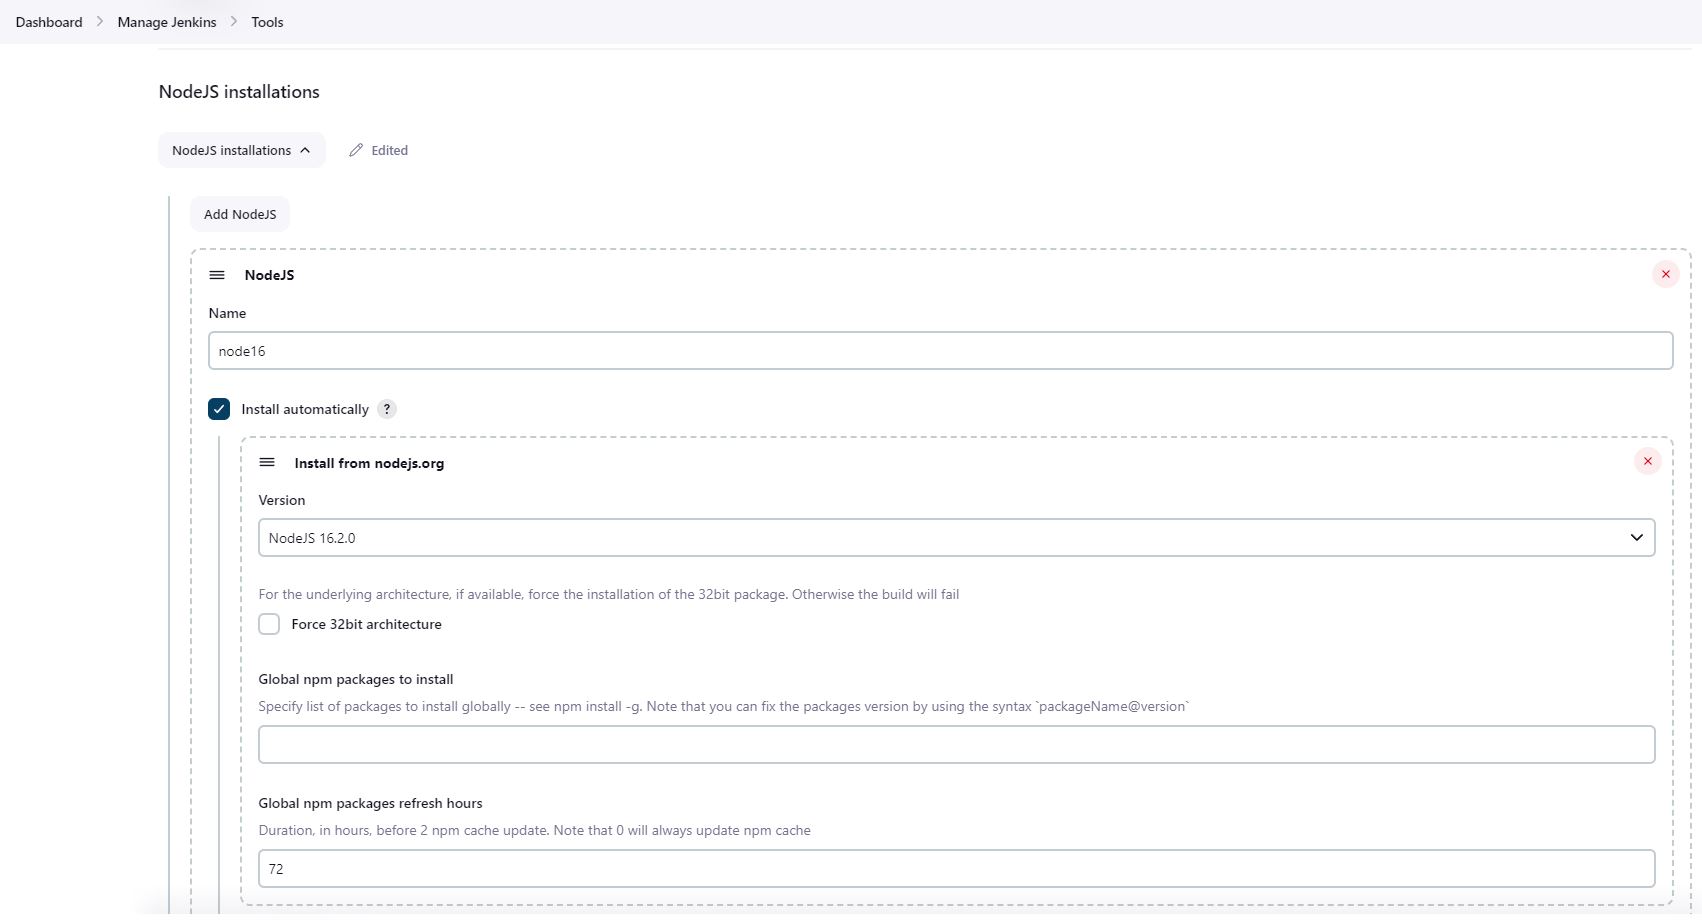 Dashboard > Manage Jenkins > Tools
NodeJS installations
NodeJS installations Edited
Add NodeJS
NodeJS
Name
node16
Install automatically ?
Install from nodejs.org
Version
NodeJS 16.2.0
For the underlying architecture, if available, force the installation of the 32bit package. Otherwise the build will fail
Force 32bit architecture
Global npm packages to install
Specify list of packages to install globally -- see npm install -g. Note that you can fix the packages version by using the syntax `packageName@version`
Global npm packages refresh hours
Duration, in hours, before 2 npm cache update. Note that 0 will always update npm cache
72